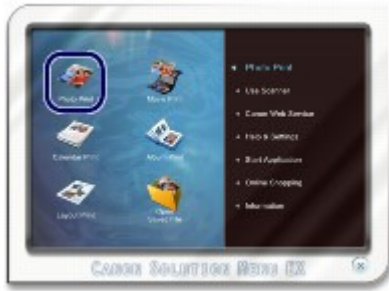 Photo Print
Movie Print
Calendar Print
Album Print
Layout Print
Open
Saved File
Photo Print
Use Scanner
Canon Web Service
Help & Settings
Start Application
Online Shopping
Information
CANON SOLUTION MENU EX